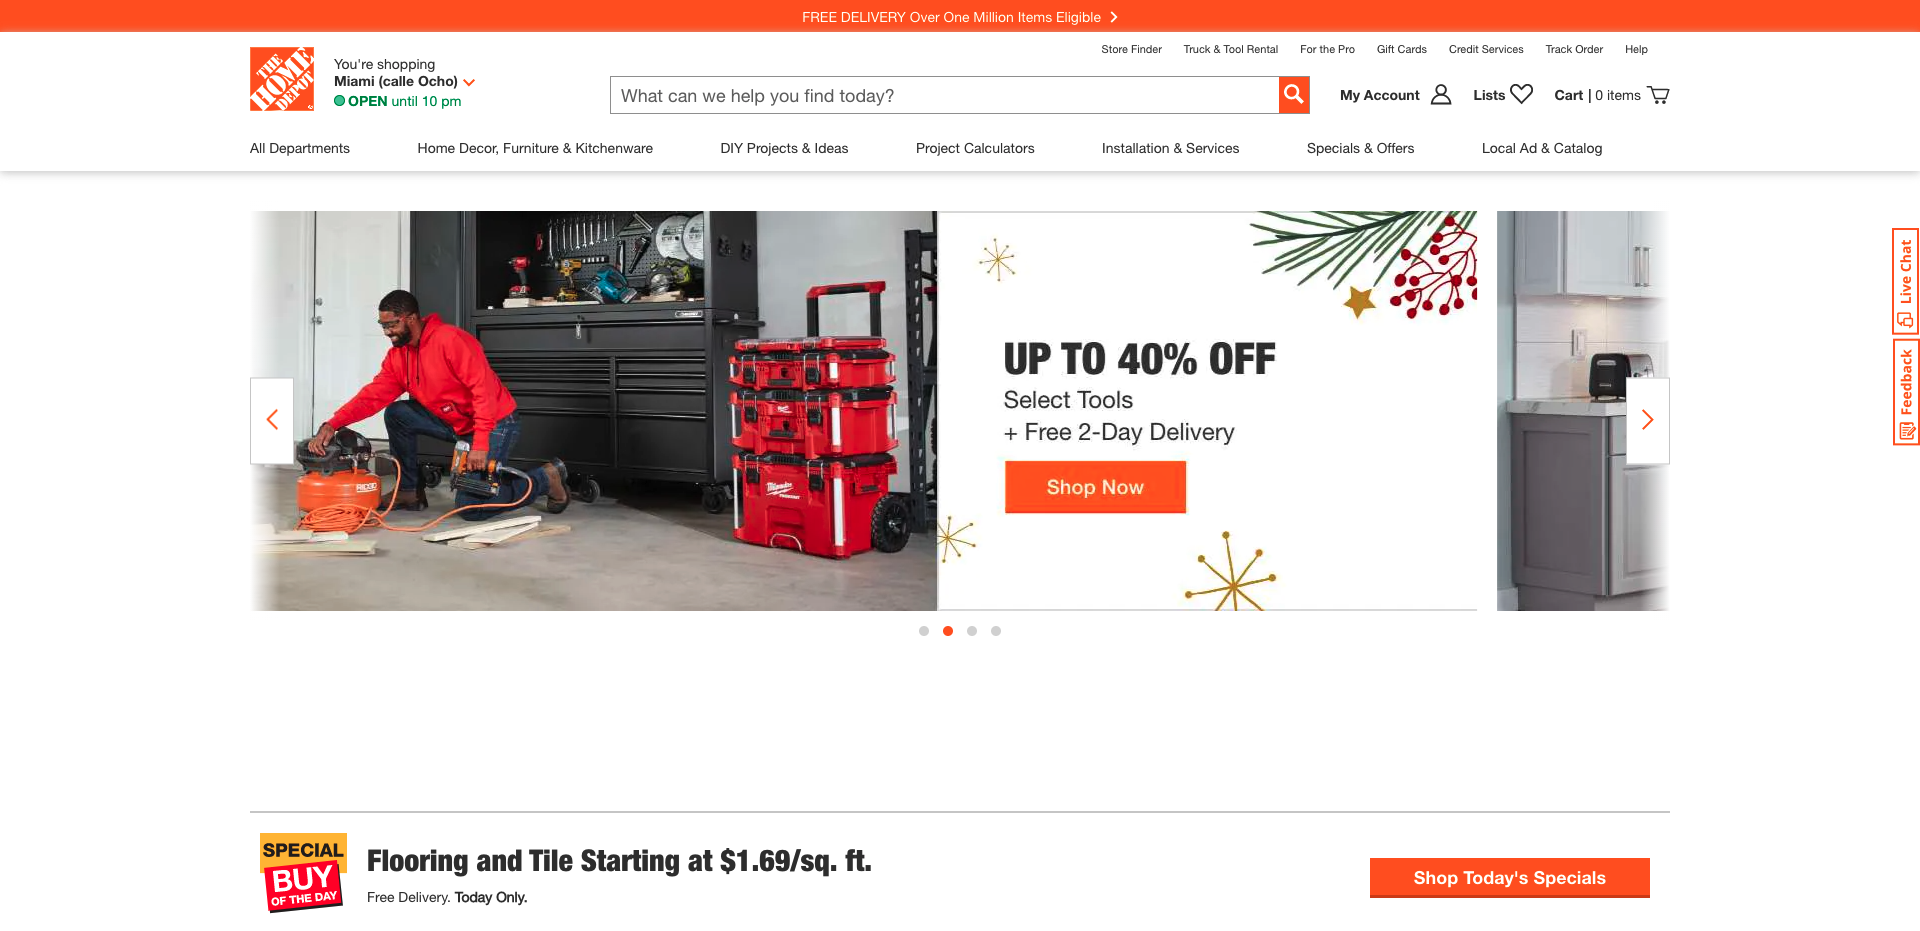 FREE DELIVERY Over One Million Items Eligible
Store Finder Truck & Tool Rental For the Pro Gift Cards Credit Services Track Order Help
THE HOME DEPOT
You're shopping
Miami (calle Ocho)
OPEN until 10 pm
What can we help you find today?
My Account Lists Cart | 0 items
All Departments Home Decor, Furniture & Kitchenware DIY Projects & Ideas Project Calculators Installation & Services Specials & Offers Local Ad & Catalog
UP TO 40% OFF
Select Tools
+ Free 2-Day Delivery
Shop Now
RIDGID
Milwaukee
Live Chat
Feedback
SPECIAL
BUY
OF THE DAY
Flooring and Tile Starting at $1.69/sq. ft.
Free Delivery. Today Only.
Shop Today's Specials